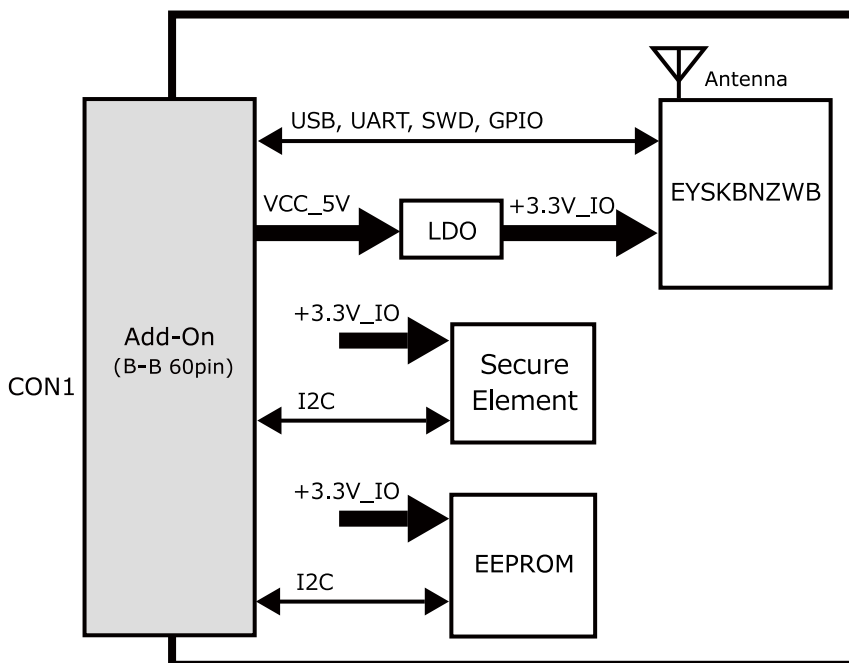 Antenna
USB, UART, SWD, GPIO
EYSKBNZWB
VCC_5V
LDO
+3.3V_IO
Add-On
(B-B 60pin)
CON1
+3.3V_IO
Secure
Element
I2C
+3.3V_IO
EEPROM
I2C